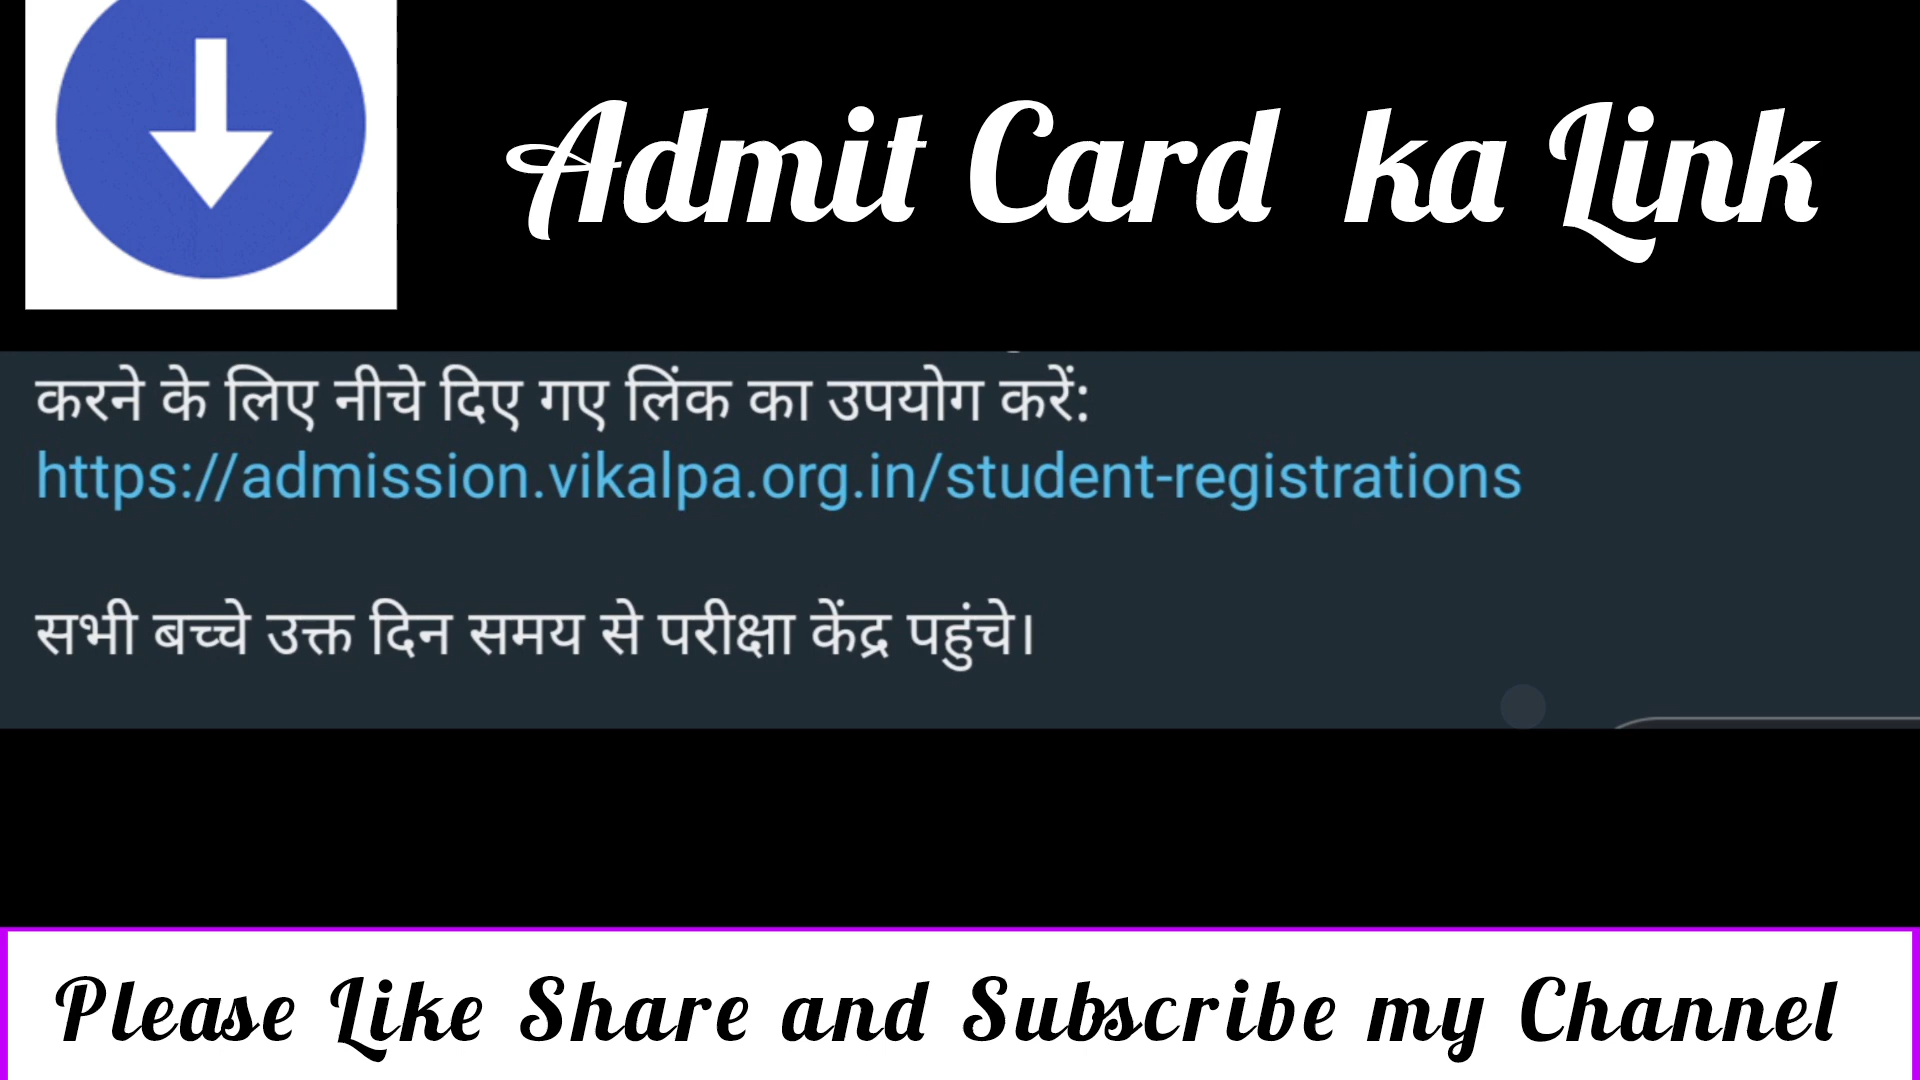 Admit Card ka Link
करने के लिए नीचे दिए गए लिंक का उपयोग करें:
https://admission.vikalpa.org.in/student-registrations
सभी बच्चे उक्त दिन समय से परीक्षा केंद्र पहुंचे।
Please Like Share and Subscribe my Channel